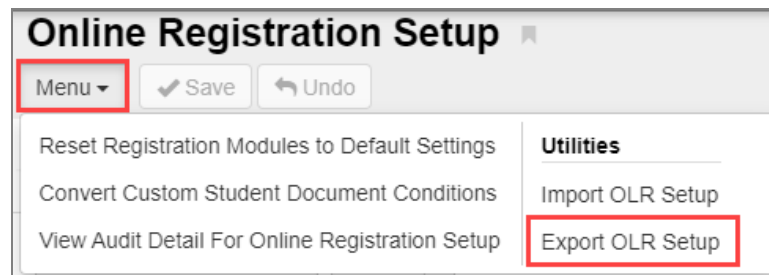 Online Registration Setup
Menu
Save
Undo
Reset Registration Modules to Default Settings
Convert Custom Student Document Conditions
View Audit Detail For Online Registration Setup
Utilities
Import OLR Setup
Export OLR Setup